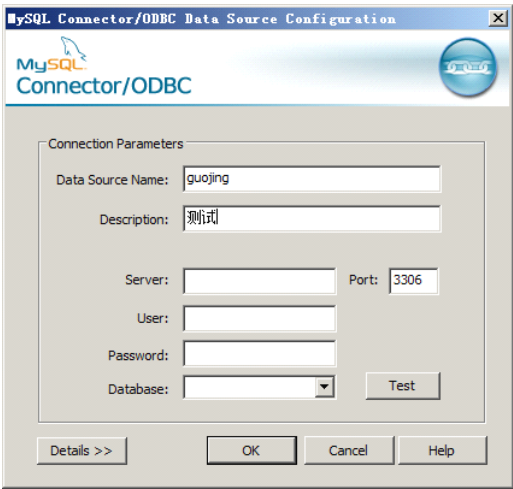 MySQL Connector/ODBC Data Source Configuration
MySQL
Connector/ODBC
Connection Parameters
Data Source Name: guojing
Description: 测试
Server: Port: 3306
User:
Password:
Database: Test
Details >> OK Cancel Help